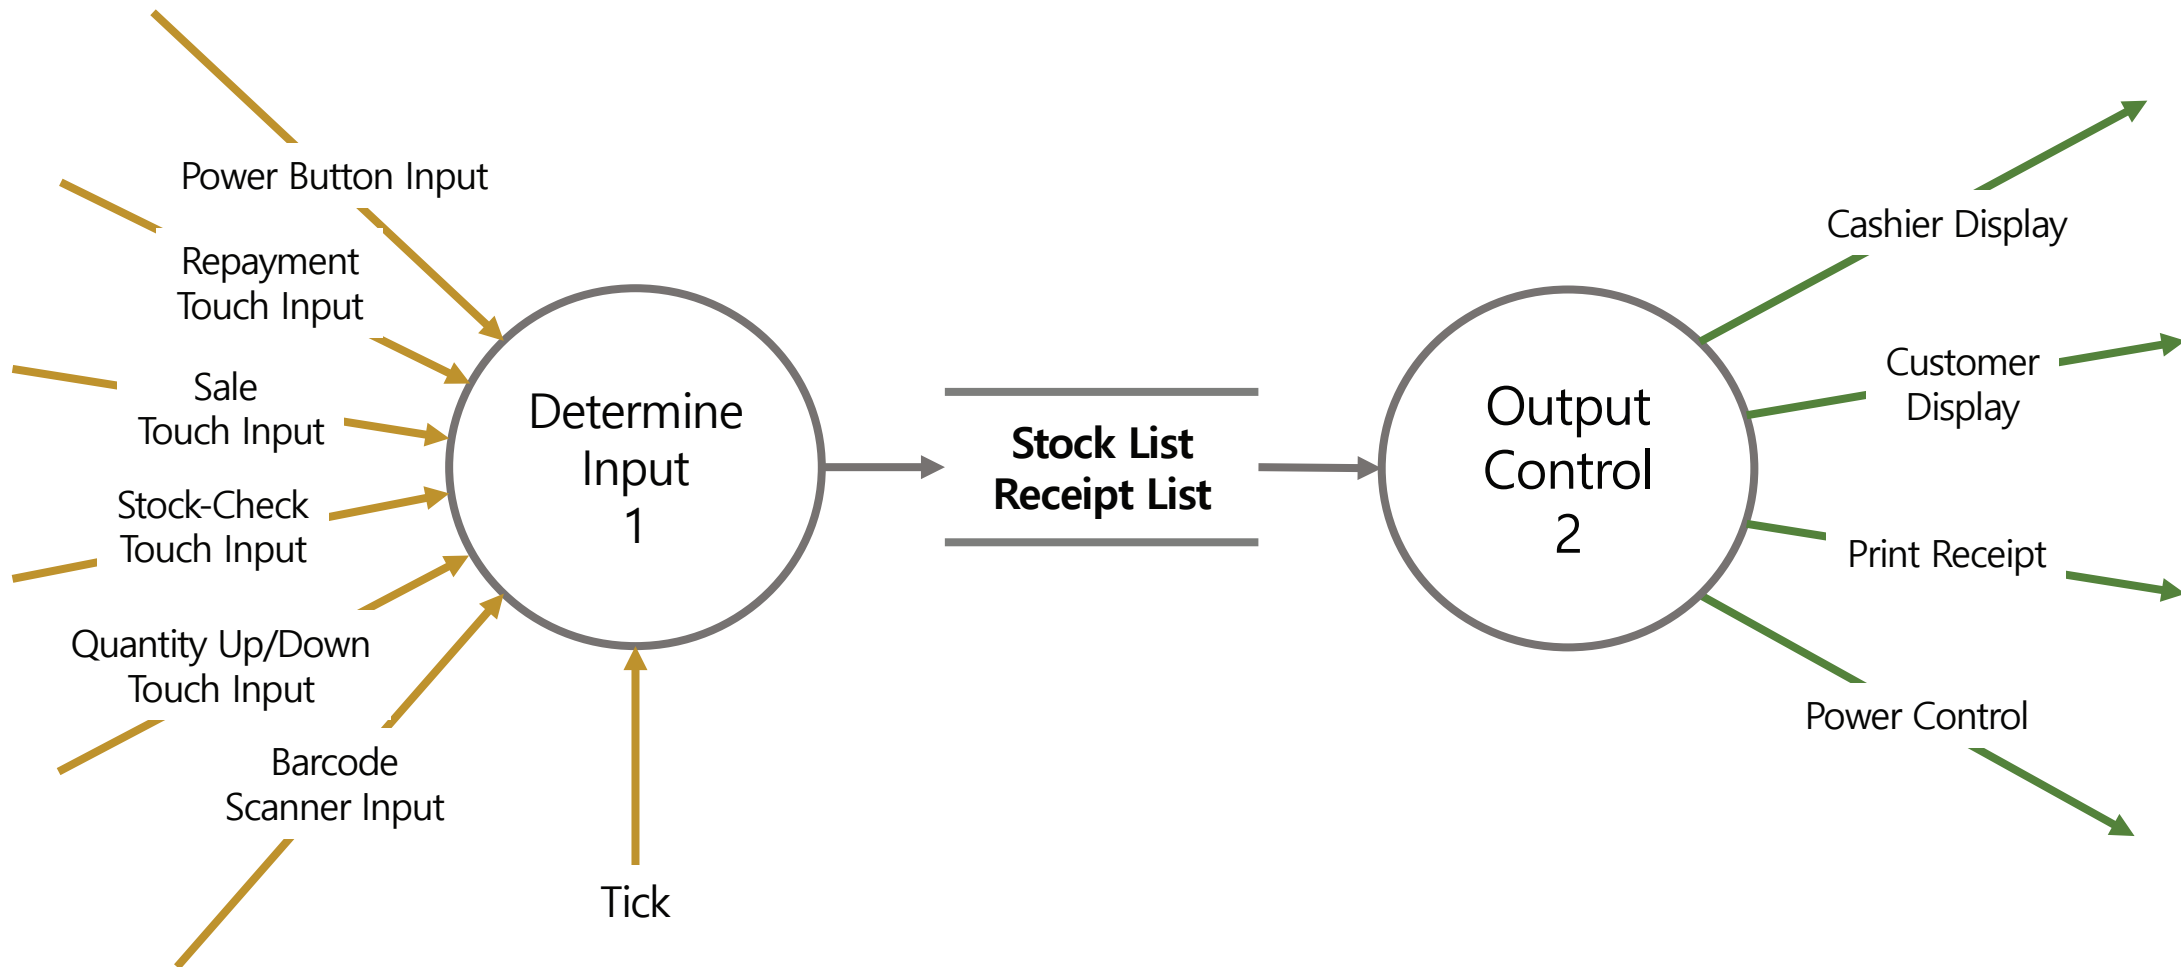 Power Button Input
Repayment
Touch Input
Sale
Touch Input
Stock-Check
Touch Input
Quantity Up/Down
Touch Input
Barcode
Scanner Input
Tick
Determine
Input
1
Stock List
Receipt List
Output
Control
2
Cashier Display
Customer
Display
Print Receipt
Power Control